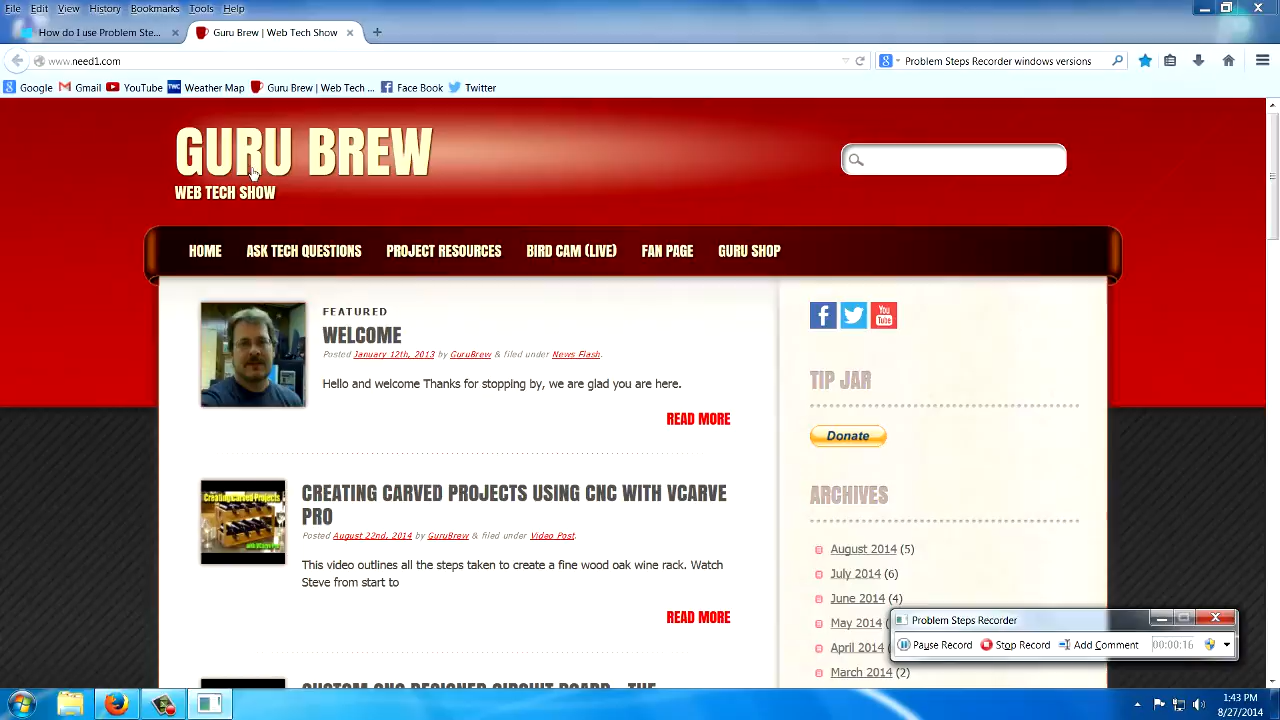 File Edit View History Bookmarks Tools Help
How do I use Problem Ste...
Guru Brew | Web Tech Show
www.need1.com
Problem Steps Recorder windows versions
Google Gmail YouTube Weather Map Guru Brew | Web Tech ... Face Book Twitter
GURU BREW
WEB TECH SHOW
HOME ASK TECH QUESTIONS PROJECT RESOURCES BIRD CAM (LIVE) FAN PAGE GURU SHOP
FEATURED
WELCOME
Posted January 12th, 2013 by GuruBrew & filed under News Flash.
Hello and welcome Thanks for stopping by, we are glad you are here.
READ MORE
You Tube
TIP JAR
Donate
Creating Carved Projects
CREATING CARVED PROJECTS USING CNC WITH VCARVE
PRO
Posted August 22nd, 2014 by GuruBrew & filed under Video Post.
This video outlines all the steps taken to create a fine wood oak wine rack. Watch
Steve from start to
READ MORE
ARCHIVES
August 2014 (5)
July 2014 (6)
June 2014 (4)
May 2014
April 2014
March 2014 (2)
Problem Steps Recorder
Pause Record Stop Record Add Comment 00:00:16
1:43 PM
8/27/2014